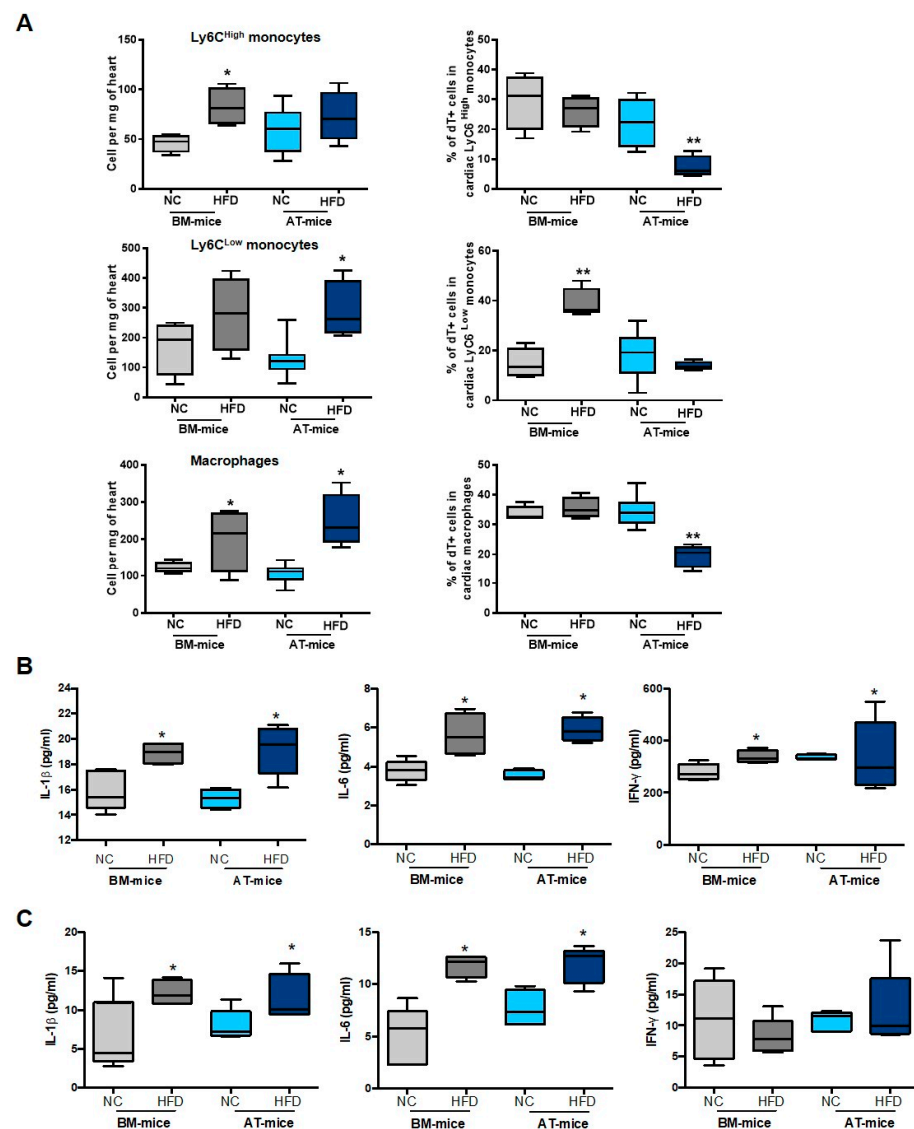 A
Ly6CHigh monocytes
Cell per mg of heart
150
100
50
0
*
NC
HFD
NC
HFD
BM-mice
AT-mice
% of dT+ cells in
cardiac LyC6 High monocytes
50
40
30
20
10
0
**
NC
HFD
NC
HFD
BM-mice
AT-mice
Ly6CLow monocytes
Cell per mg of heart
500
400
300
200
100
0
*
NC
HFD
NC
HFD
BM-mice
AT-mice
% of dT+ cells in
cardiac LyC6 Low monocytes
60
40
20
0
**
NC
HFD
NC
HFD
BM-mice
AT-mice
Macrophages
Cell per mg of heart
400
300
200
100
0
*
*
NC
HFD
NC
HFD
BM-mice
AT-mice
% of dT+ cells in
cardiac macrophages
50
40
30
20
10
0
**
NC
HFD
NC
HFD
BM-mice
AT-mice
B
IL-1β (pg/ml)
24
22
20
18
16
14
12
*
*
NC
HFD
NC
HFD
BM-mice
AT-mice
IL-6 (pg/ml)
8
6
4
2
0
*
*
NC
HFD
NC
HFD
BM-mice
AT-mice
IFN-γ (pg/ml)
600
400
200
0
*
*
NC
HFD
NC
HFD
BM-mice
AT-mice
C
IL-1β (pg/ml)
20
15
10
5
0
*
*
NC
HFD
NC
HFD
BM-mice
AT-mice
IL-6 (pg/ml)
15
10
5
0
*
*
NC
HFD
NC
HFD
BM-mice
AT-mice
IFN-γ (pg/ml)
25
20
15
10
5
0
NC
HFD
NC
HFD
BM-mice
AT-mice